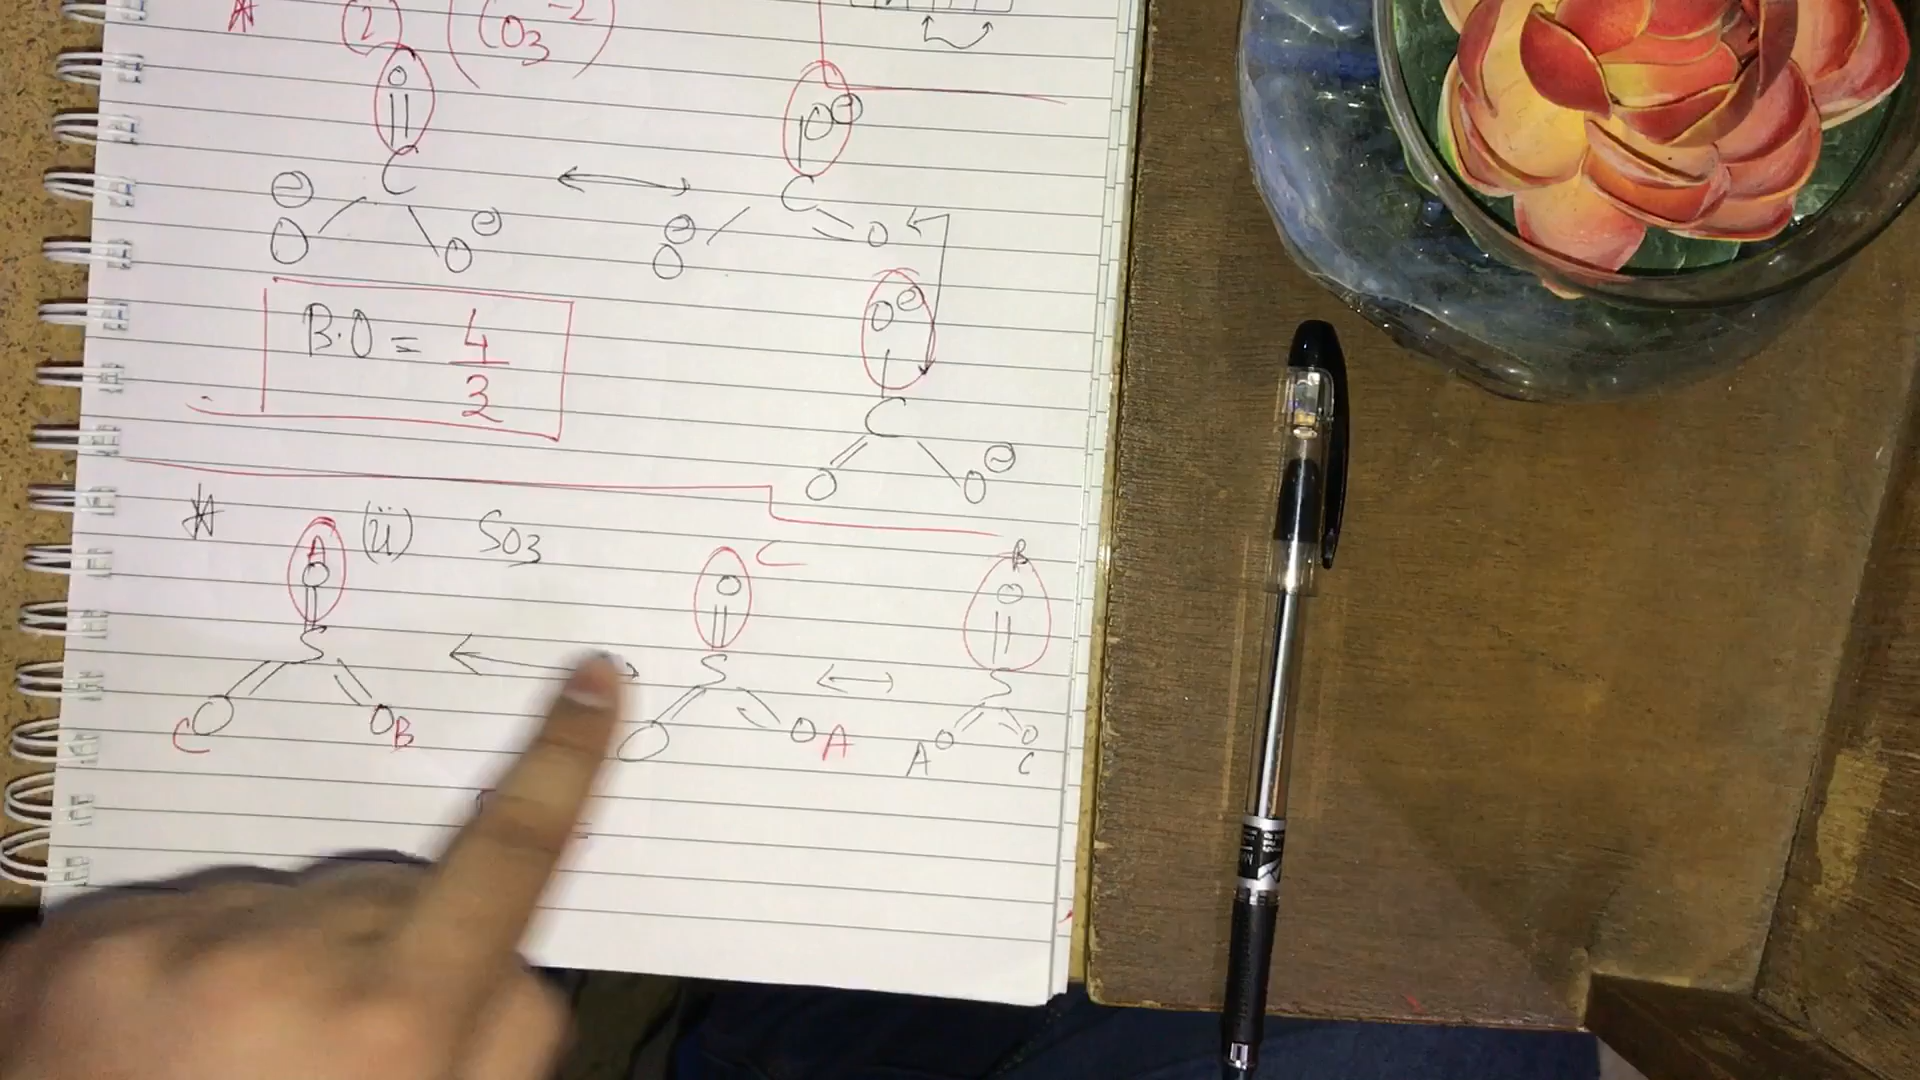 (2) (CO3 -2)
O O⊖
⊖ C ⟷ ⊖ C
O O⊖ O O
B.O = 4/3
O⊖
C
O O⊖
(ii) SO3
A C B
O O O
S ⟷ S ⟷ S
C O O B O O A A O O C